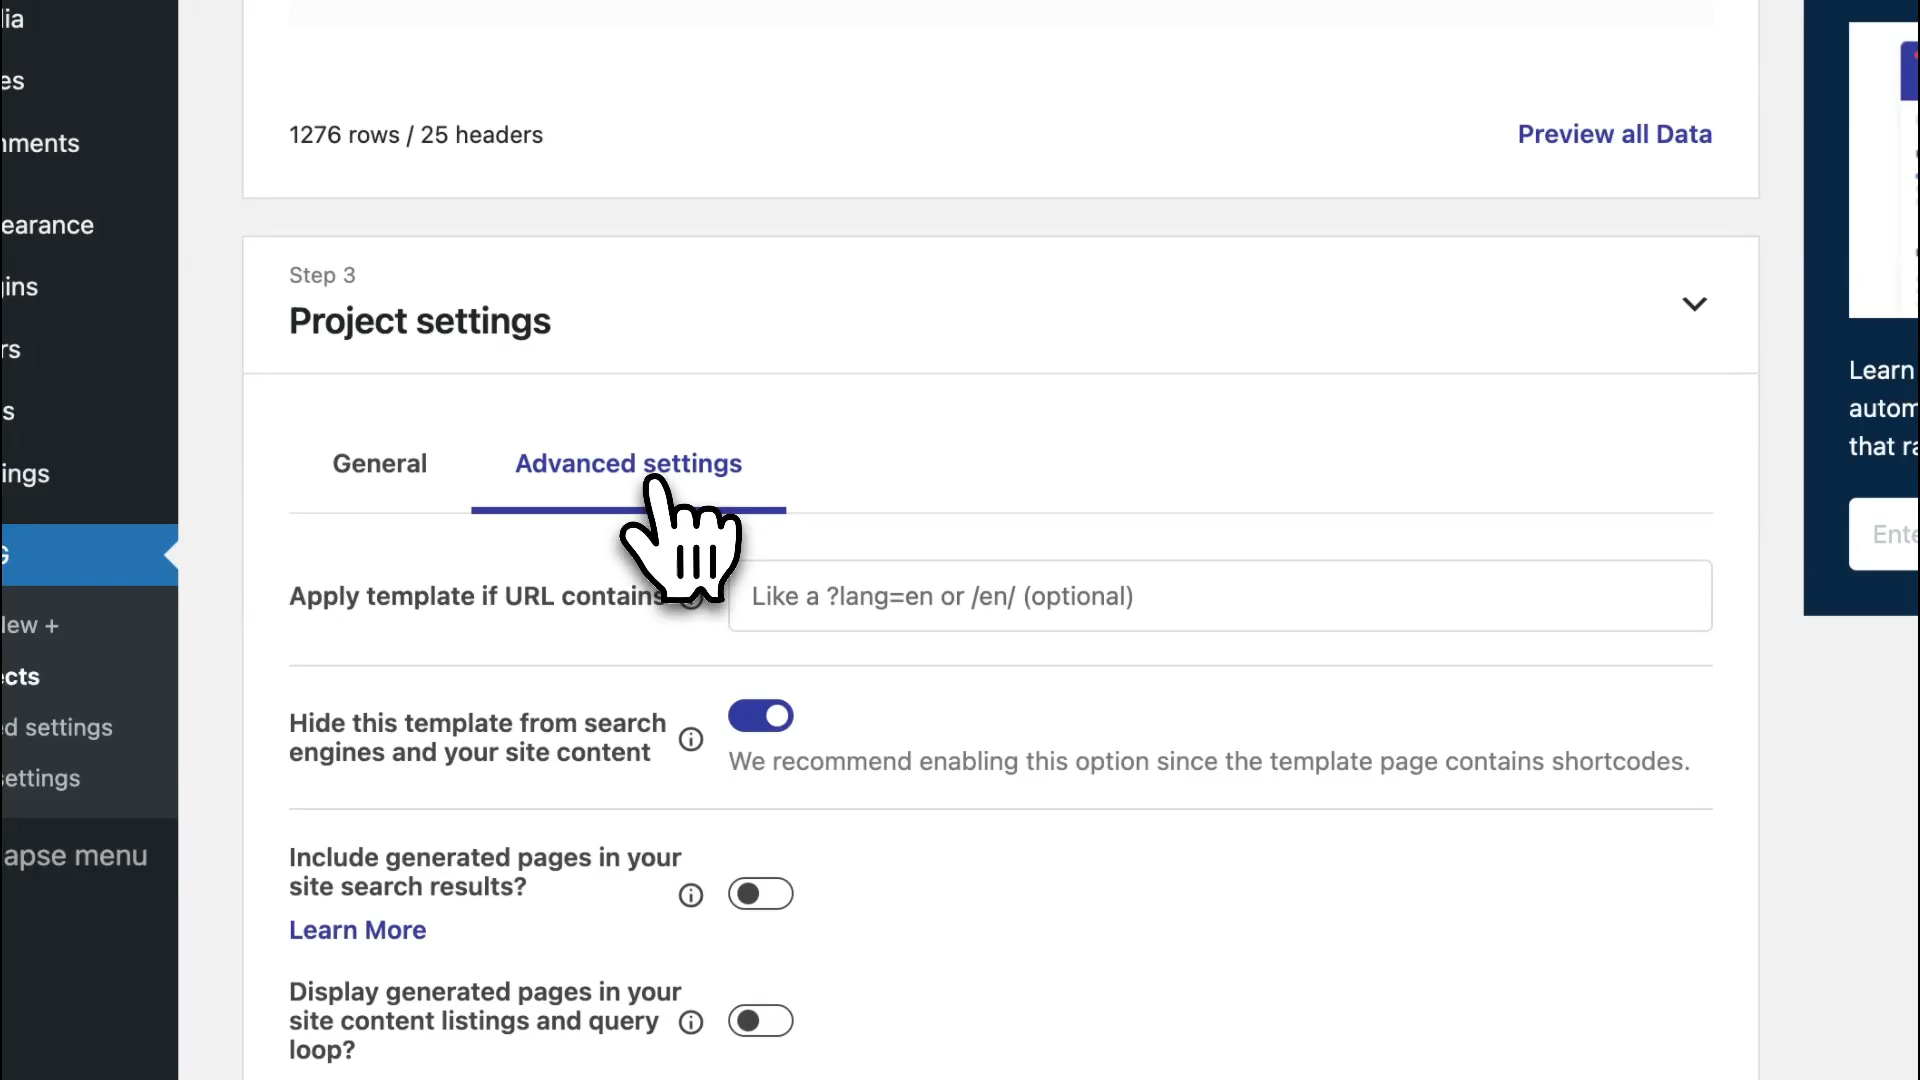 ia
es
nments
earance
gins
rs
s
ings
G
lew +
ects
d settings
settings
apse menu
1276 rows / 25 headers
Preview all Data
Step 3
Project settings
General
Advanced settings
Apply template if URL contains
Like a ?lang=en or /en/ (optional)
Hide this template from search
engines and your site content
We recommend enabling this option since the template page contains shortcodes.
Include generated pages in your
site search results?
Learn More
Display generated pages in your
site content listings and query
loop?
Learn
autom
that ra
Ente